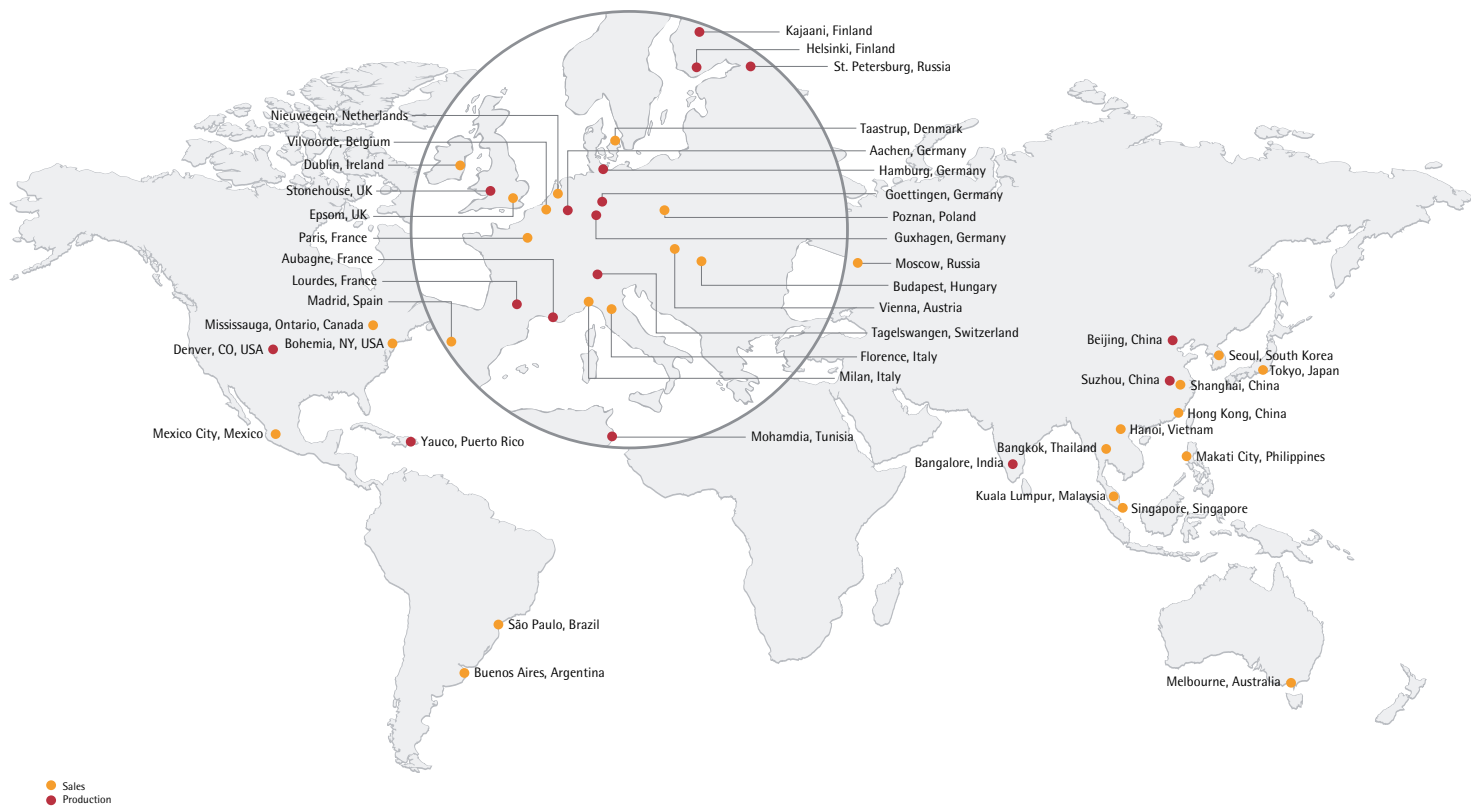 Kajaani, Finland
Helsinki, Finland
St. Petersburg, Russia
Nieuwegein, Netherlands
Vilvoorde, Belgium
Dublin, Ireland
Stonehouse, UK
Epsom, UK
Paris, France
Aubagne, France
Lourdes, France
Madrid, Spain
Mississauga, Ontario, Canada
Bohemia, NY, USA
Denver, CO, USA
Mexico City, Mexico
Yauco, Puerto Rico
São Paulo, Brazil
Buenos Aires, Argentina
Taastrup, Denmark
Aachen, Germany
Hamburg, Germany
Goettingen, Germany
Poznan, Poland
Guxhagen, Germany
Moscow, Russia
Budapest, Hungary
Vienna, Austria
Tagelswangen, Switzerland
Florence, Italy
Milan, Italy
Mohamdia, Tunisia
Beijing, China
Seoul, South Korea
Tokyo, Japan
Suzhou, China
Shanghai, China
Hong Kong, China
Hanoi, Vietnam
Bangkok, Thailand
Makati City, Philippines
Bangalore, India
Kuala Lumpur, Malaysia
Singapore, Singapore
Melbourne, Australia
Sales
Production